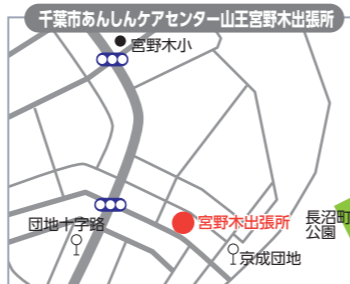 千葉市あんしんケアセンター山王宮野木出張所
宮野木小
団地十字路
宮野木出張所
長沼町
公園
京成団地